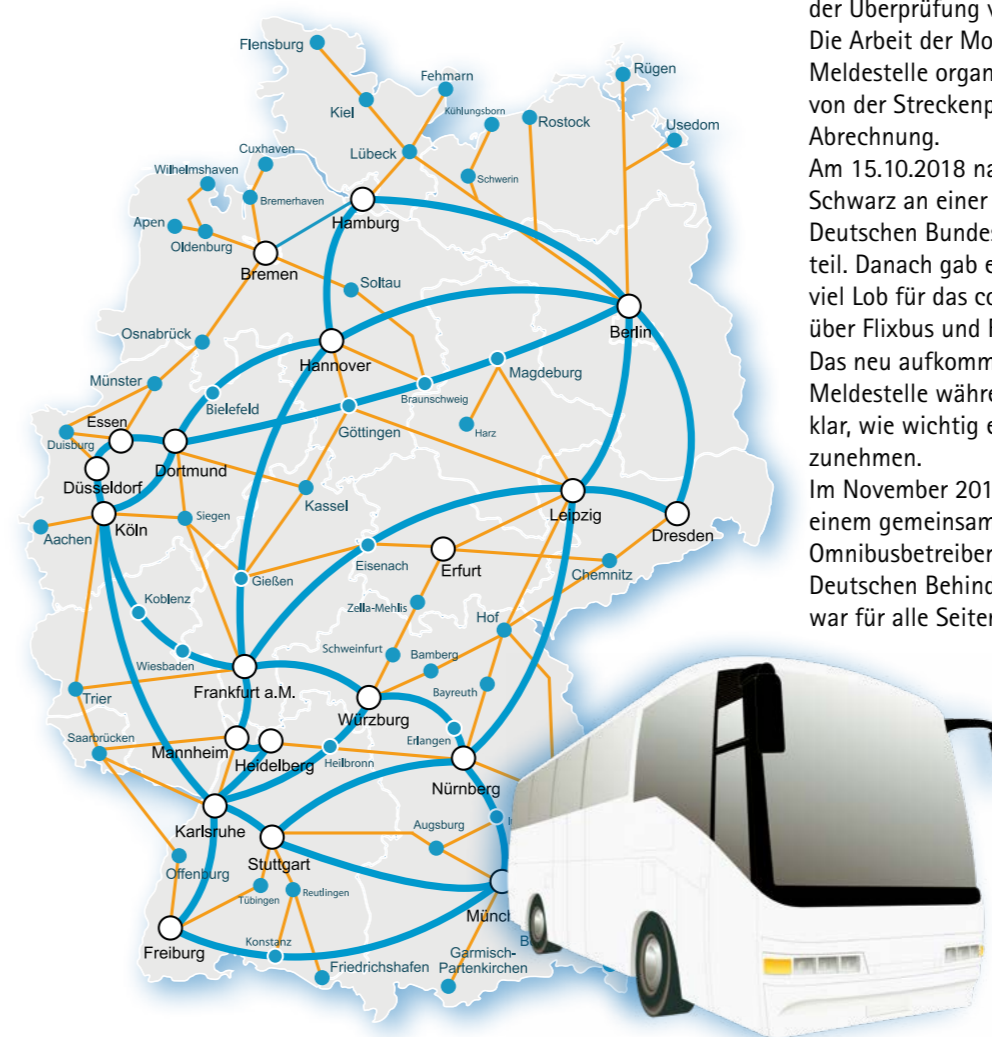 der Überprüfung v
Die Arbeit der Mo
Meldestelle organ
von der Streckenp
Abrechnung.
Am 15.10.2018 na
Schwarz an einer
Deutschen Bundes
teil. Danach gab e
viel Lob für das co
über Flixbus und
Das neu aufkomm
Meldestelle währe
klar, wie wichtig e
zunehmen.
Im November 201
einem gemeinsam
Omnibusbetreiber
Deutschen Behind
war für alle Seiten
Flensburg
Fehmarn
Rügen
Kiel
Kühlungsborn
Rostock
Usedom
Cuxhaven
Lübeck
Wilhelmshaven
Schwerin
Bremerhaven
Hamburg
Apen
Oldenburg
Bremen
Soltau
Osnabrück
Berlin
Hannover
Magdeburg
Münster
Bielefeld
Braunschweig
Essen
Duisburg
Göttingen
Harz
Dortmund
Düsseldorf
Kassel
Köln
Siegen
Leipzig
Aachen
Dresden
Gießen
Eisenach
Erfurt
Chemnitz
Koblenz
Zella-Mehlis
Hof
Wiesbaden
Schweinfurt
Bamberg
Trier
Frankfurt a.M.
Bayreuth
Würzburg
Saarbrücken
Mannheim
Heidelberg
Erlangen
Heilbronn
Nürnberg
Karlsruhe
Augsburg
Stuttgart
Offenburg
Tübingen
Reutlingen
Münch
Freiburg
Konstanz
Friedrichshafen
Garmisch-
Partenkirchen